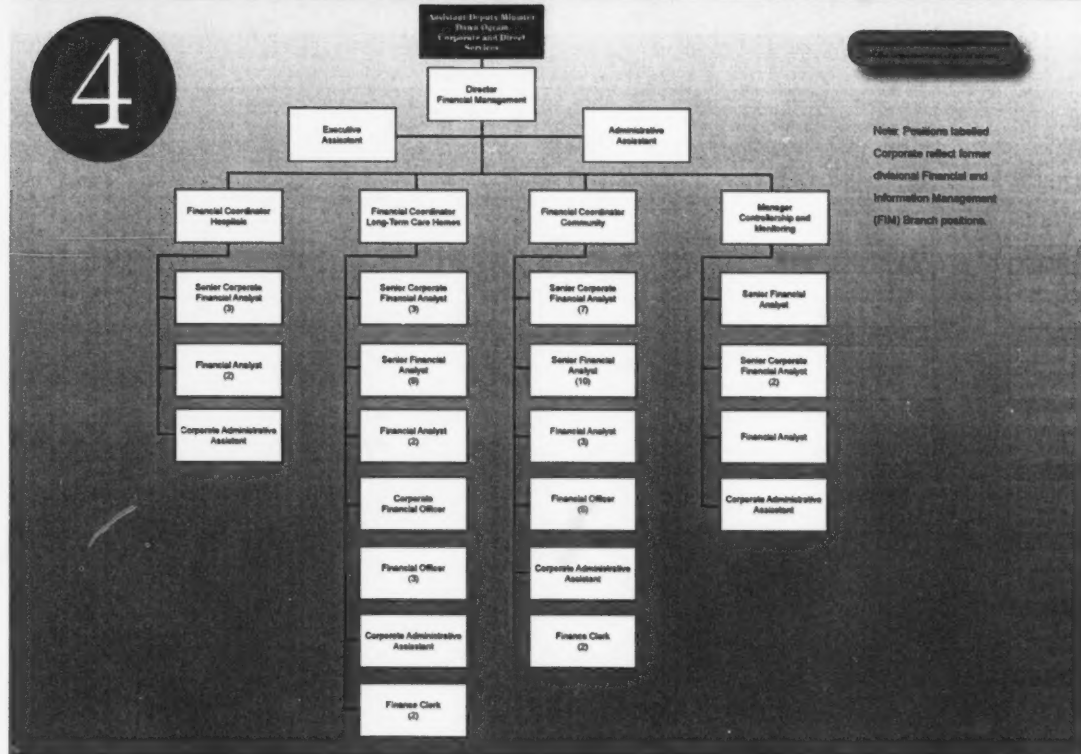 4
Assistant Deputy Minister
Dawn Ogram
Corporate and Direct
Services
Director
Financial Management
Executive
Assistant
Administrative
Assistant
Note: Positions labelled
Corporate reflect former
divisional Financial and
Information Management
(FIM) Branch positions.
Financial Coordinator
Hospitals
Senior Corporate
Financial Analyst
(3)
Financial Analyst
(2)
Corporate Administrative
Assistant
Financial Coordinator
Long-Term Care Homes
Senior Corporate
Financial Analyst
(3)
Senior Financial
Analyst
Financial Analyst
(2)
Corporate
Financial Officer
Financial Officer
(3)
Corporate Administrative
Assistant
Finance Clerk
(2)
Financial Coordinator
Community
Senior Corporate
Financial Analyst
(7)
Senior Financial
Analyst
(10)
Financial Analyst
(3)
Financial Officer
(5)
Corporate Administrative
Assistant
Finance Clerk
(2)
Manager
Controllership and
Monitoring
Senior Financial
Analyst
Senior Corporate
Financial Analyst
(2)
Financial Analyst
Corporate Administrative
Assistant